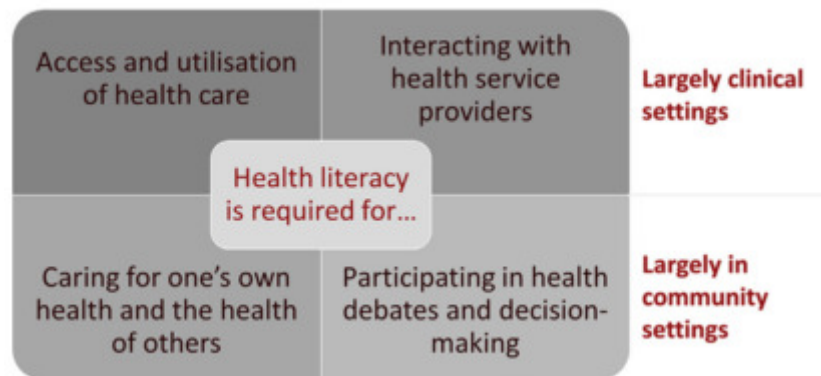 Access and utilisation
of health care
Interacting with
health service
providers
Largely clinical
settings
Health literacy
is required for...
Caring for one's own
health and the health
of others
Participating in health
debates and decision-
making
Largely in
community
settings